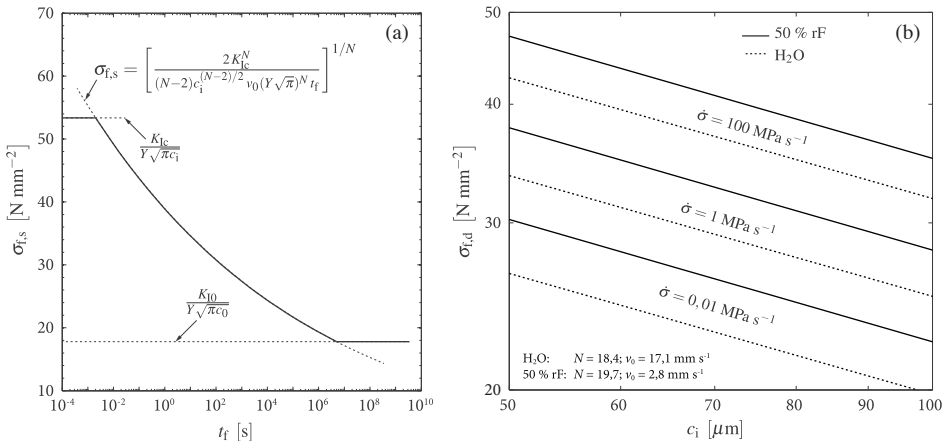 (a)
σf,s = [ 2 K_Ic^N / ((N−2) c_i^((N−2)/2) v0 (Y√π)^N t_f) ]^1/N
K_Ic / Y√πc_i
K_I0 / Y√πc_0
σf,s [N mm−2]
70
60
50
40
30
20
10
10−4 10−2 100 102 104 106 108 1010
tf [s]
(b)
50 % rF
H2O
σ̇ = 100 MPa s−1
σ̇ = 1 MPa s−1
σ̇ = 0,01 MPa s−1
H2O: N = 18,4; v0 = 17,1 mm s-1
50 % rF: N = 19,7; v0 = 2,8 mm s-1
σf,d [N mm−2]
50
40
30
20
50 60 70 80 90 100
ci [μm]